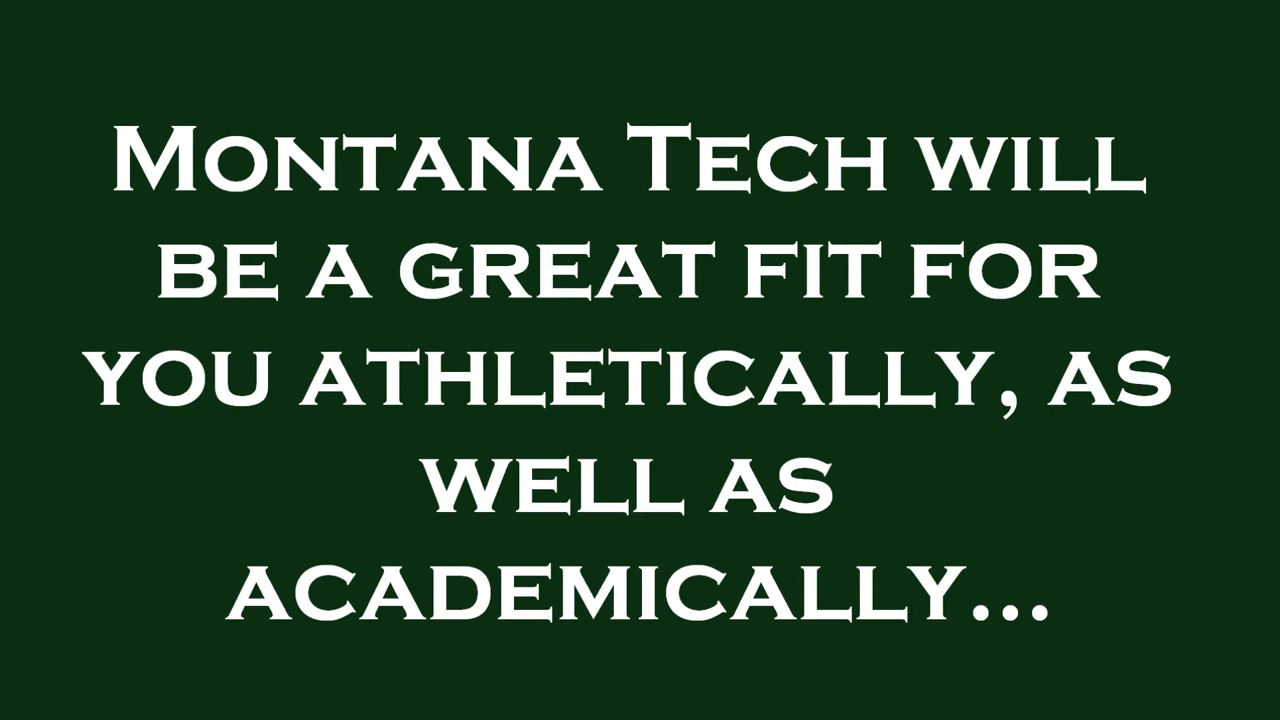 Montana Tech will
be a great fit for
you athletically, as
well as
academically...